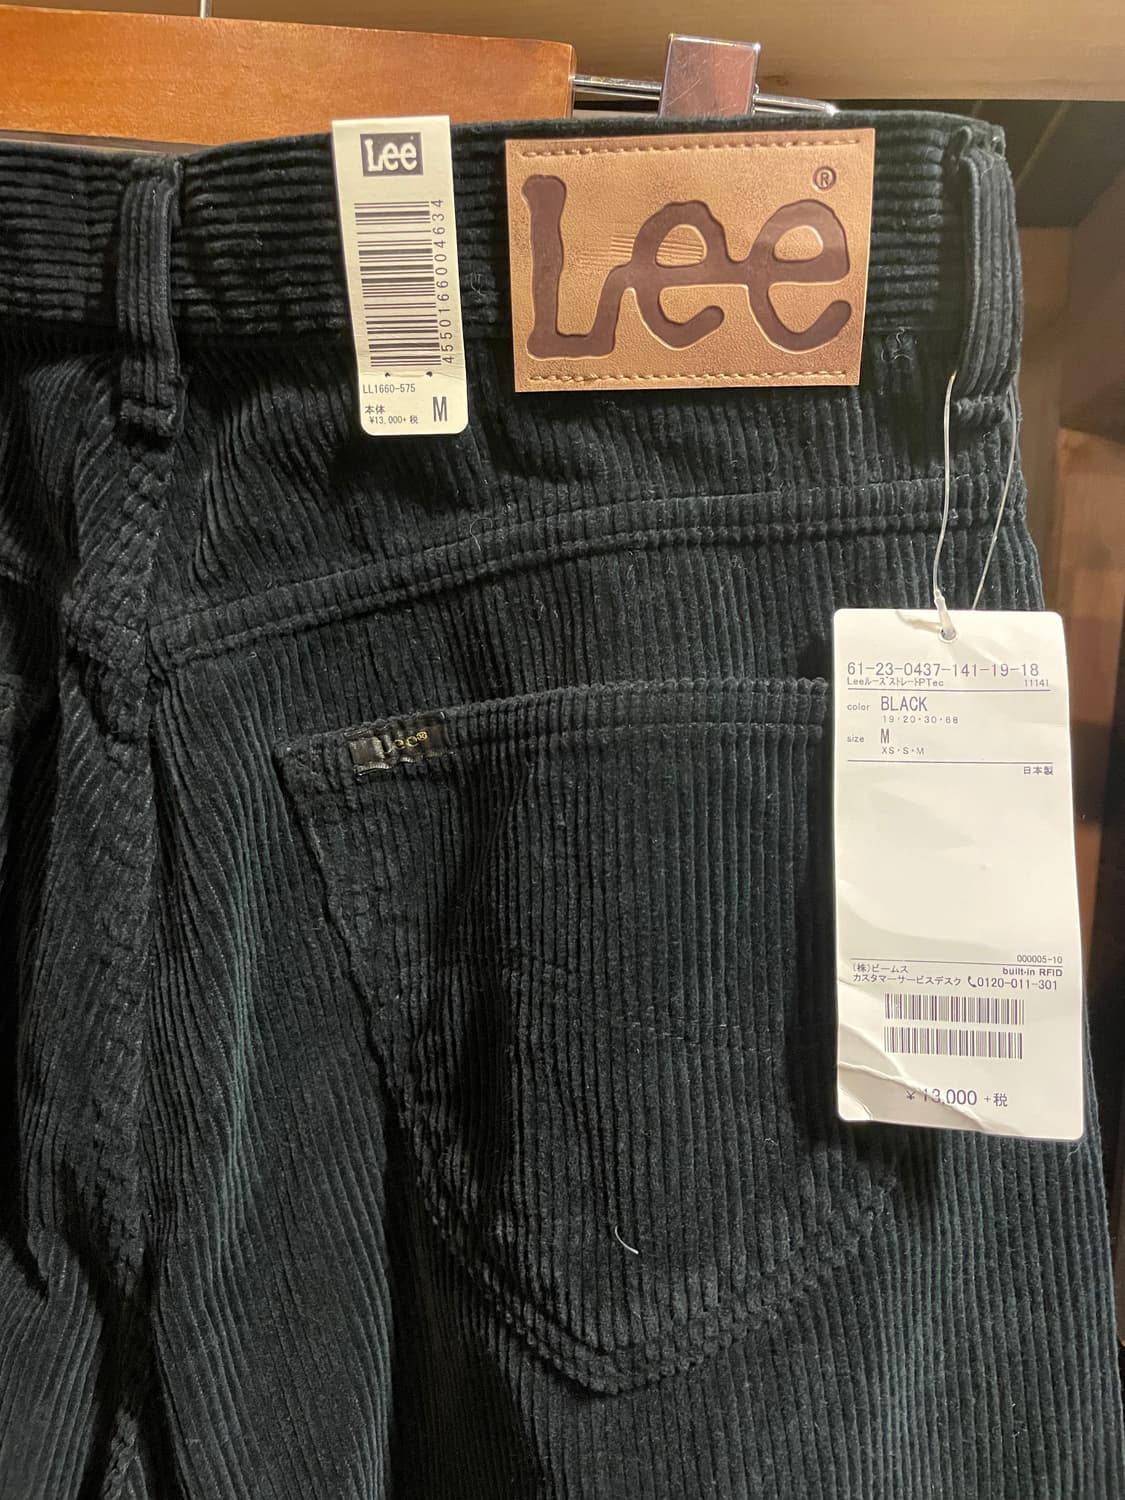 Lee
4550166004634
LL1660-575
本体
¥13,000+税 M
Lee®
Lee®
61-23-0437-141-19-18
LeeルーズストレートPTec 11141
color BLACK
19・20・30・68
size M
XS・S・M
日本製
000005-10
(株)ビームス built-in RFID
カスタマーサービスデスク 0120-011-301
¥13,000 +税